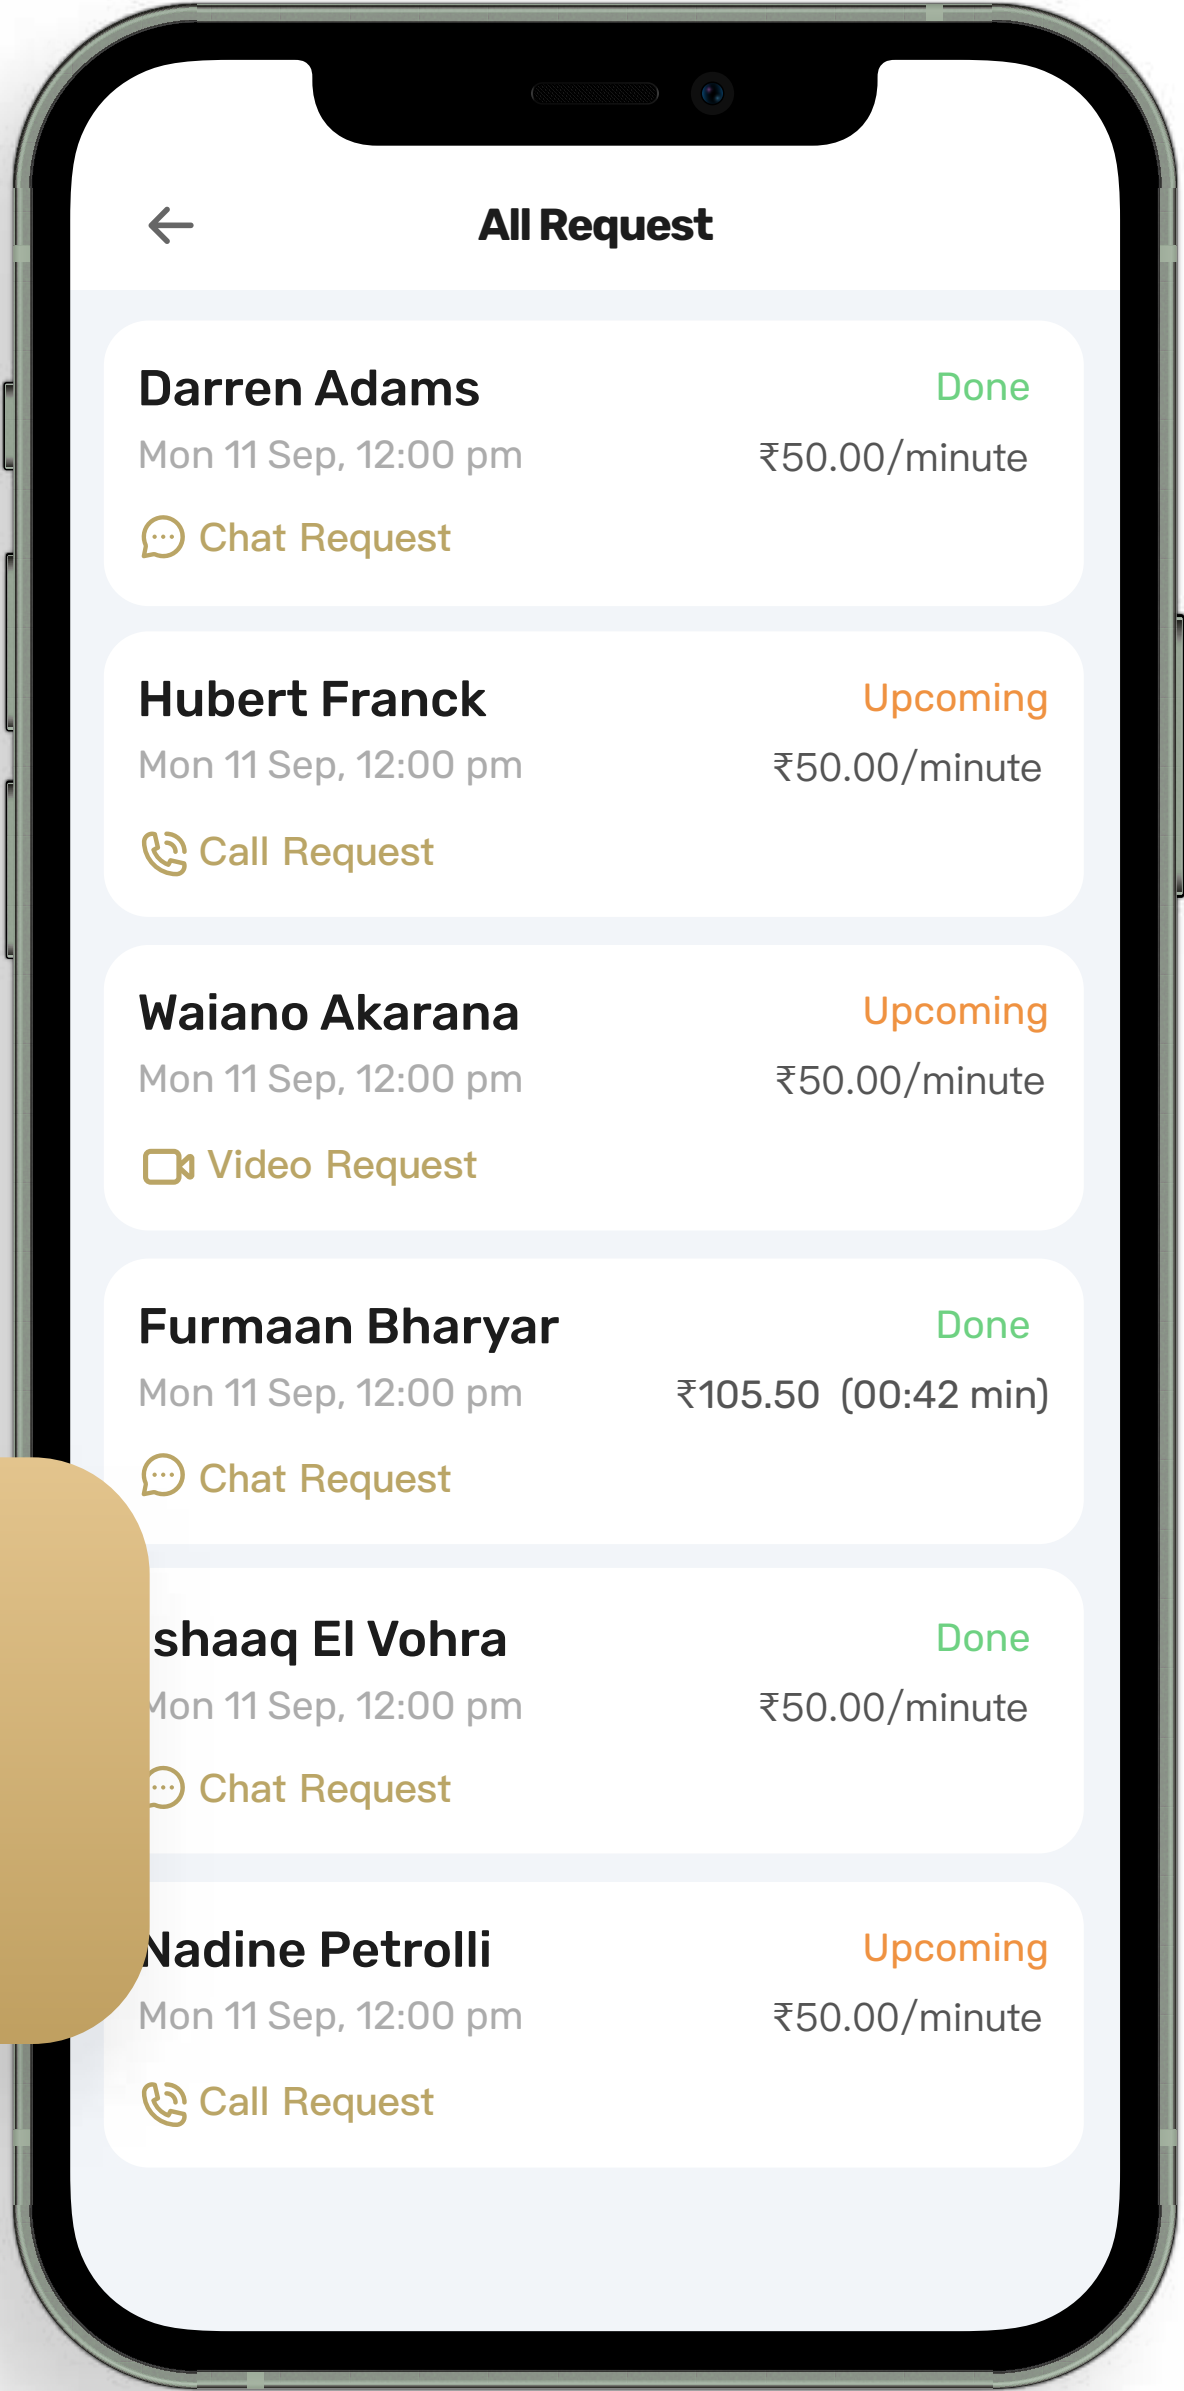 All Request
Darren Adams
Done
Mon 11 Sep, 12:00 pm
₹50.00/minute
Chat Request
Hubert Franck
Upcoming
Mon 11 Sep, 12:00 pm
₹50.00/minute
Call Request
Waiano Akarana
Upcoming
Mon 11 Sep, 12:00 pm
₹50.00/minute
Video Request
Furmaan Bharyar
Done
Mon 11 Sep, 12:00 pm
₹105.50 (00:42 min)
Chat Request
shaaq El Vohra
Done
Mon 11 Sep, 12:00 pm
₹50.00/minute
Chat Request
Nadine Petrolli
Upcoming
Mon 11 Sep, 12:00 pm
₹50.00/minute
Call Request